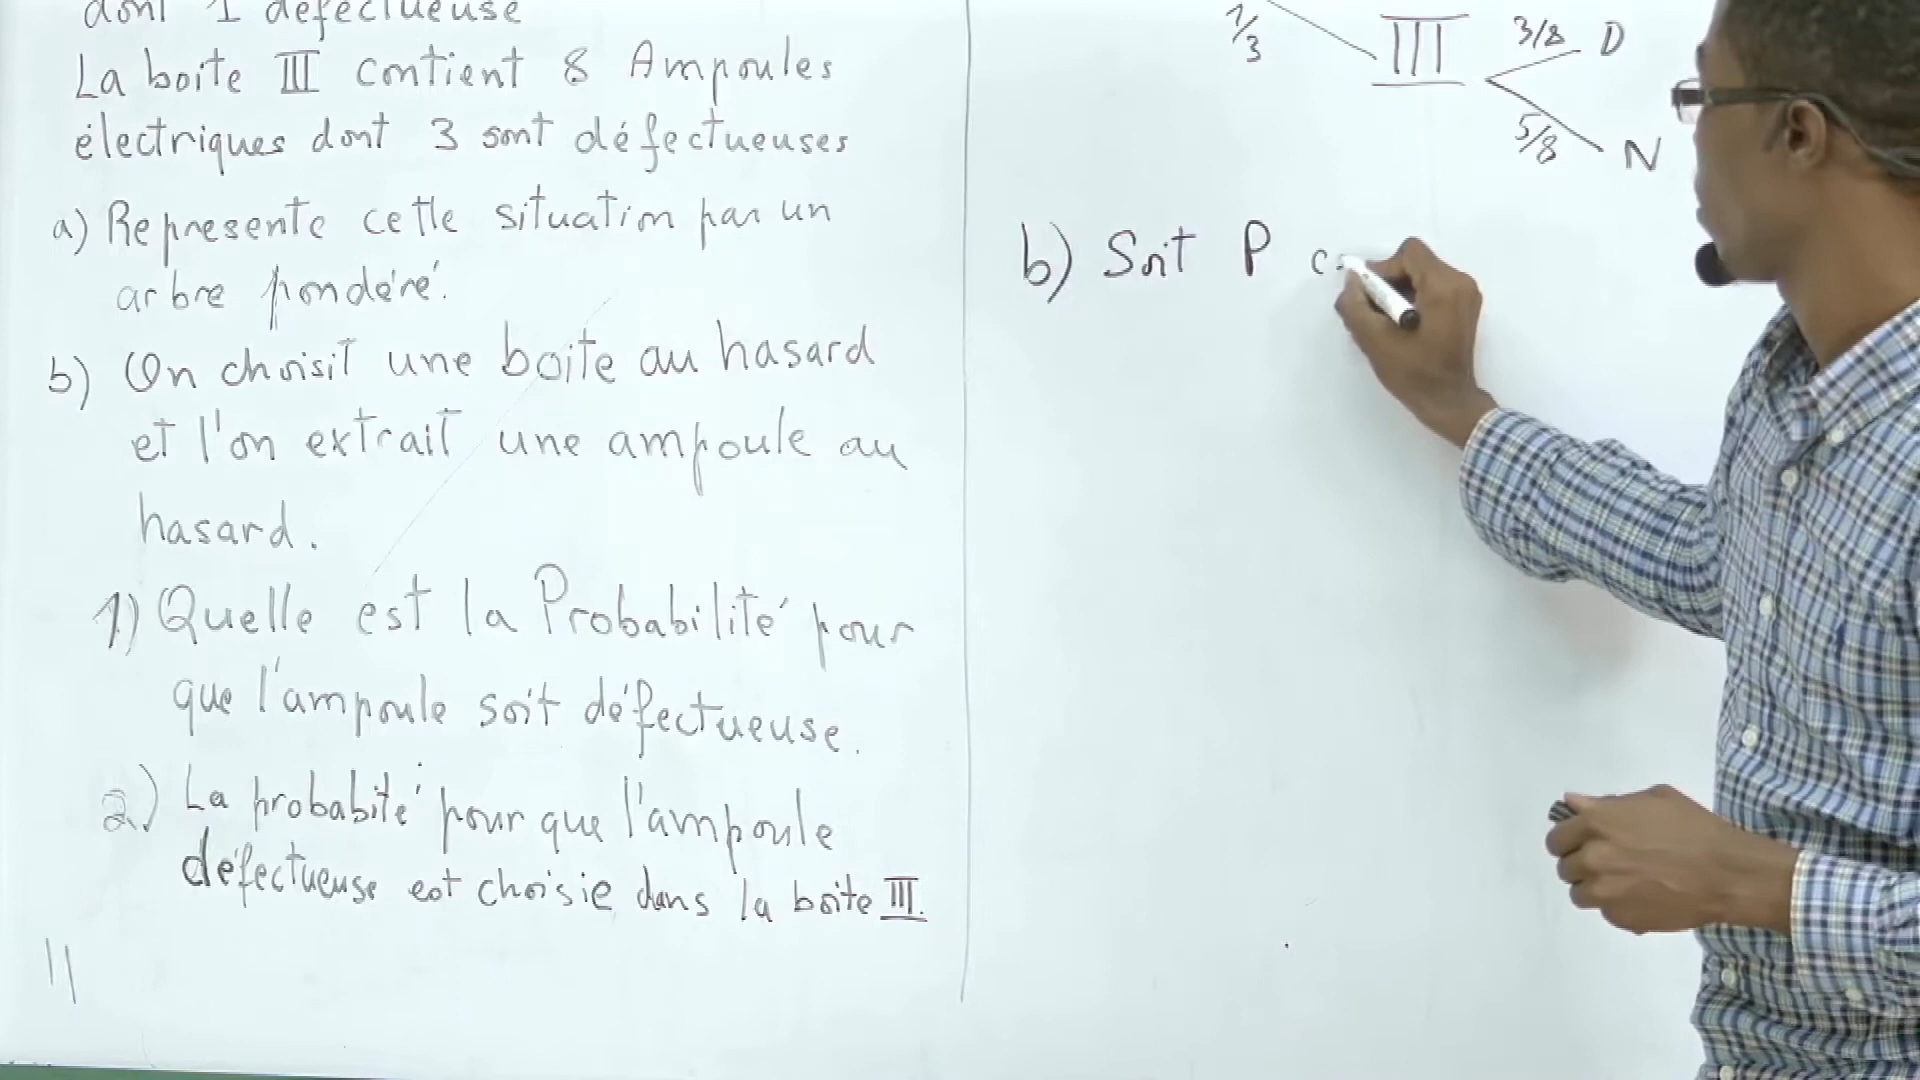 dont 1 défectueuse
La boite III contient 8 Ampoules
électriques dont 3 sont défectueuses
a) Represente cette situation par un
arbre pondéré.
b) On choisit une boite au hasard
et l'on extrait une ampoule au
hasard.
1) Quelle est la Probabilité pour
que l'ampoule soit défectueuse.
2) La probabité pour que l'ampoule
défectueuse est choisie dans la boite III.
1/3 III 3/8 D
5/8 N
b) Soit P c